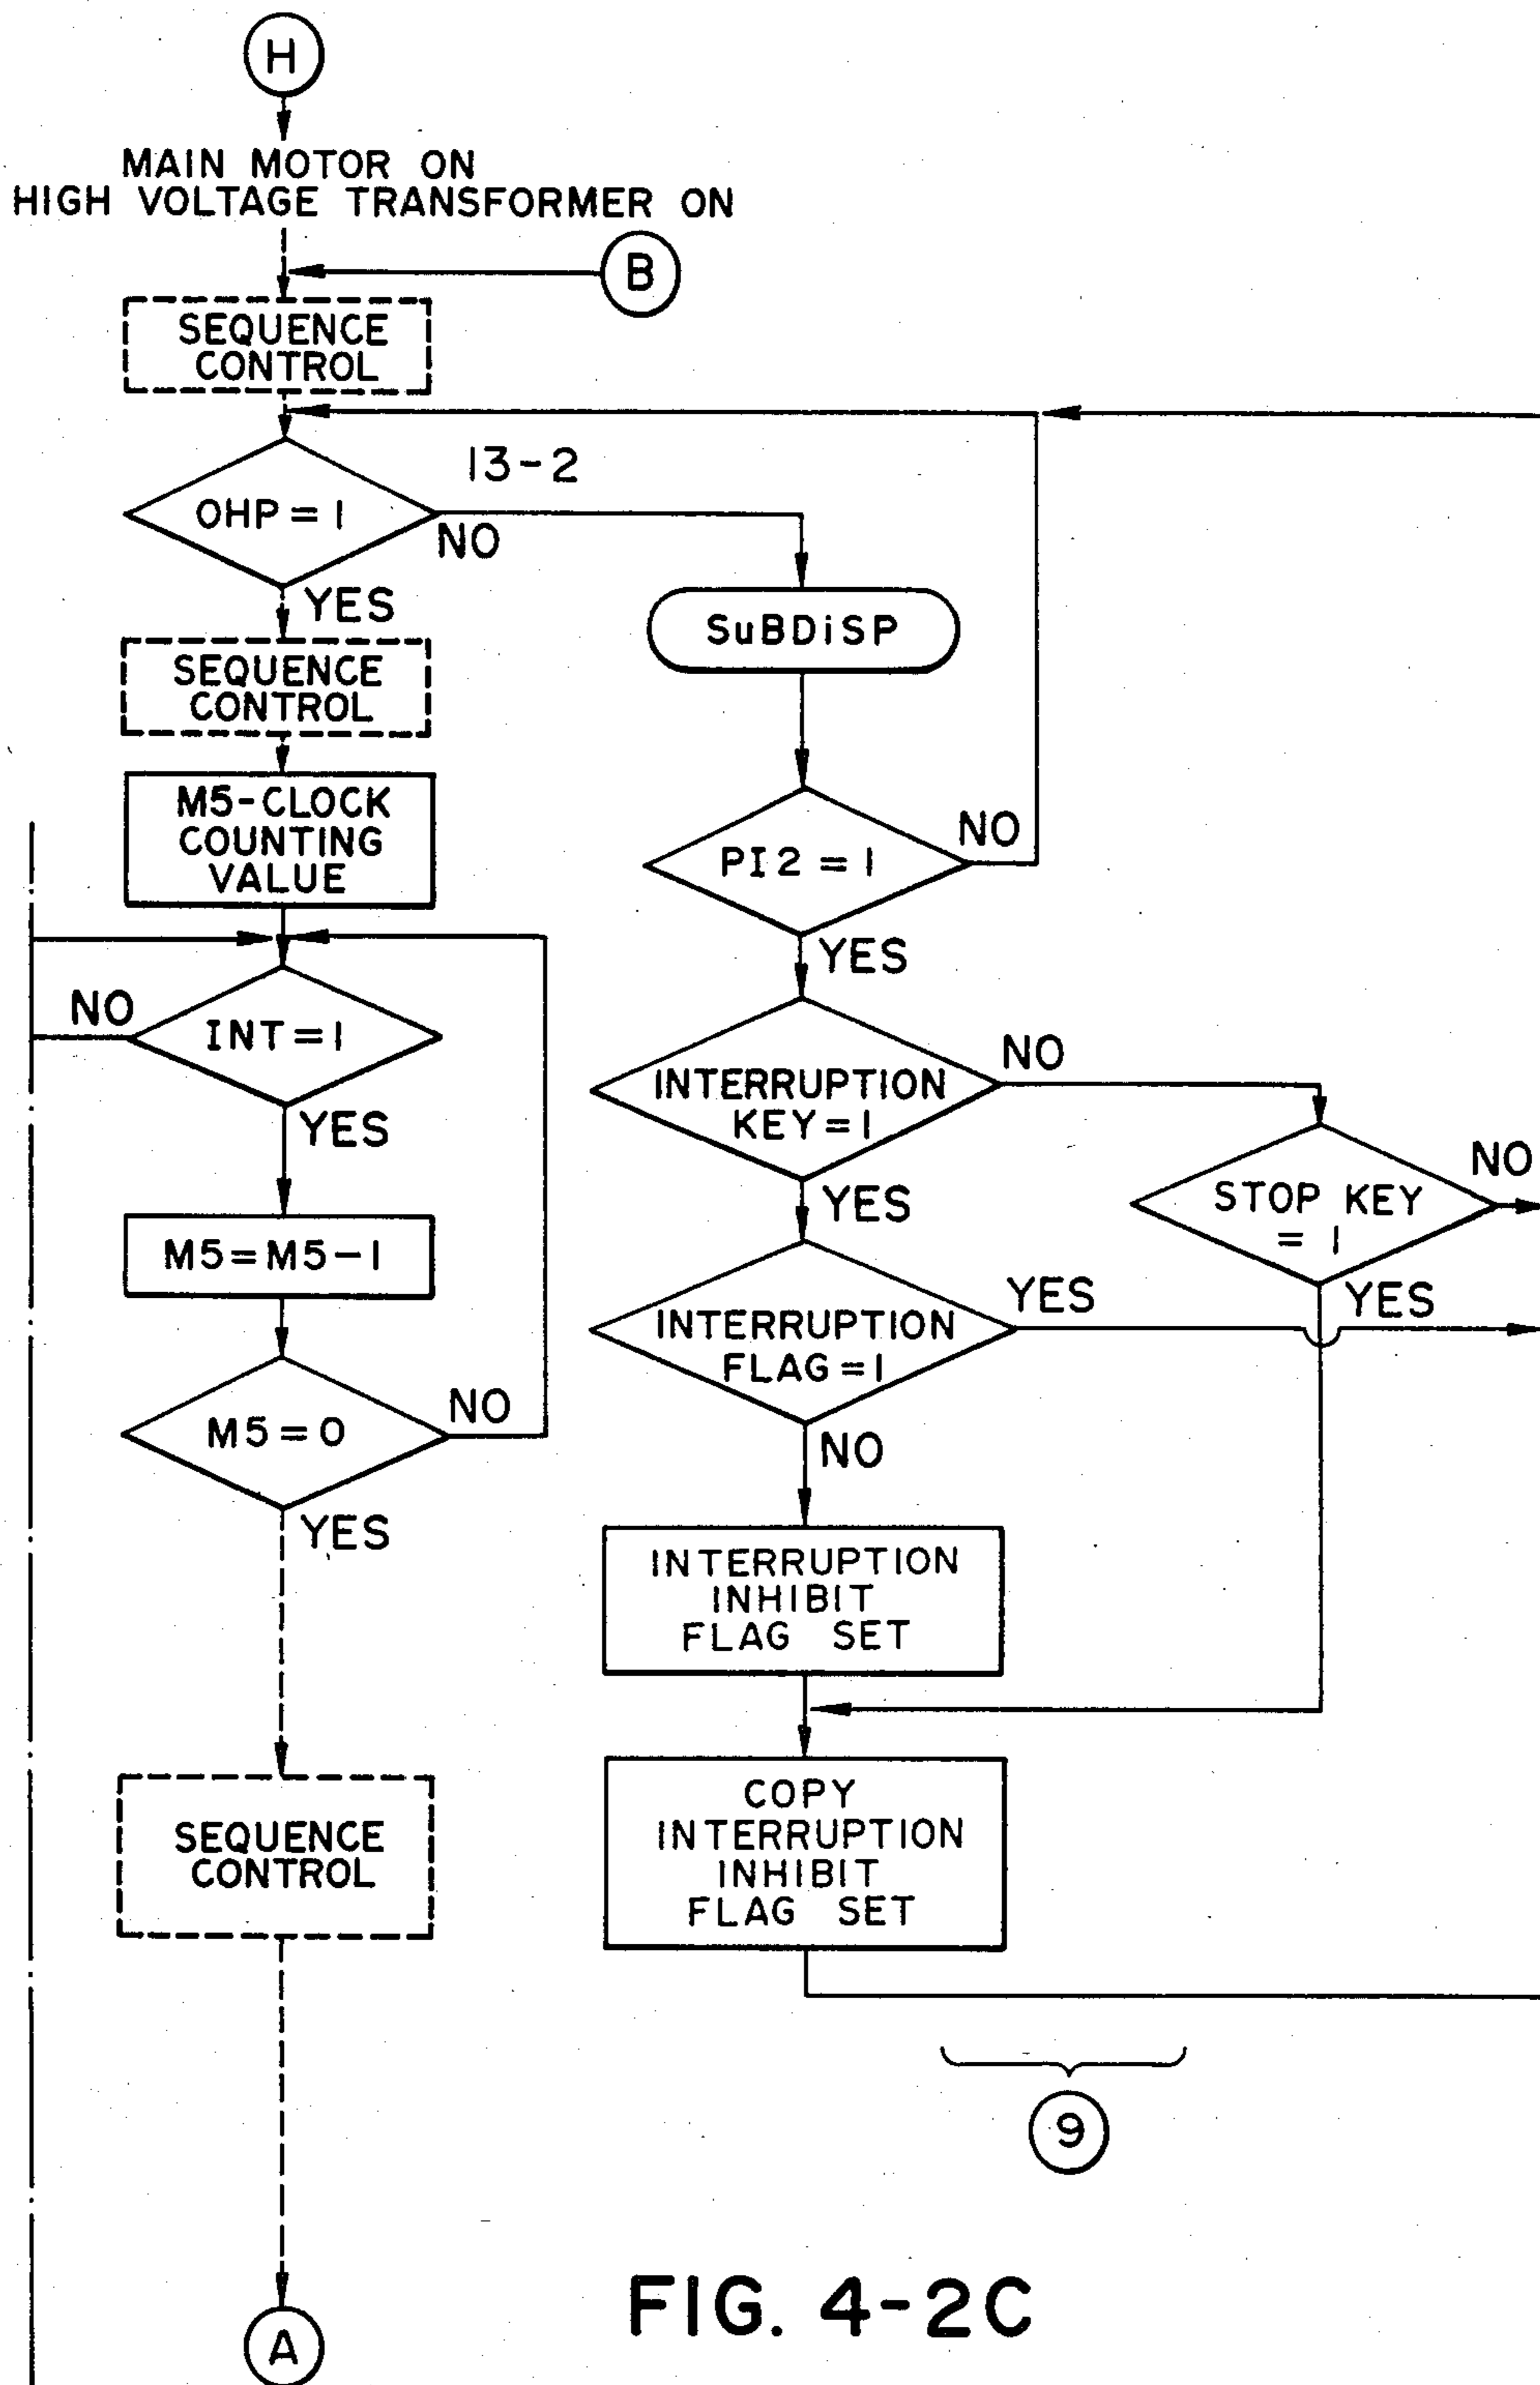 H
MAIN MOTOR ON
HIGH VOLTAGE TRANSFORMER ON
B
SEQUENCE
CONTROL
13-2
OHP = 1
NO
YES
SuBDiSP
SEQUENCE
CONTROL
M5-CLOCK
COUNTING
VALUE
PI2 = 1
NO
YES
NO
INT = 1
YES
INTERRUPTION
KEY = 1
NO
YES
STOP KEY
= 1
NO
YES
M5 = M5 - 1
INTERRUPTION
FLAG = 1
YES
NO
M5 = 0
NO
YES
INTERRUPTION
INHIBIT
FLAG SET
COPY
INTERRUPTION
INHIBIT
FLAG SET
SEQUENCE
CONTROL
9
A
FIG. 4-2C